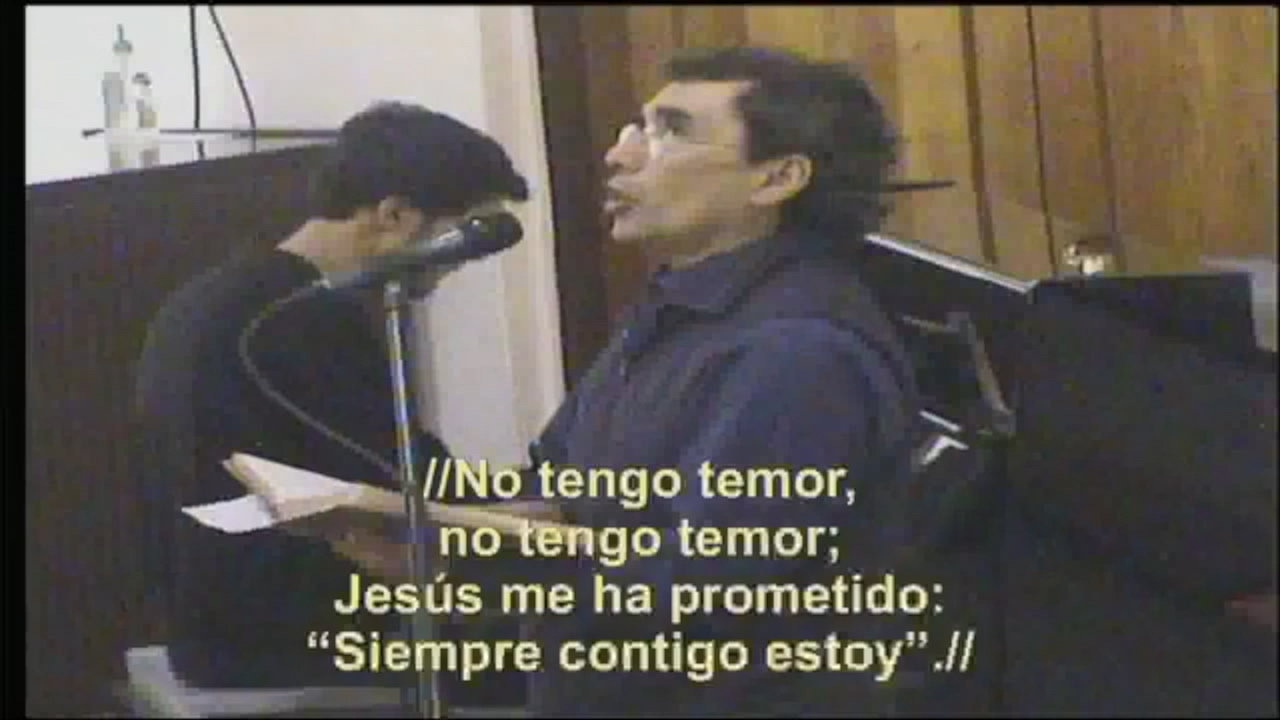 //No tengo temor,
no tengo temor;
Jesús me ha prometido:
“Siempre contigo estoy”.//